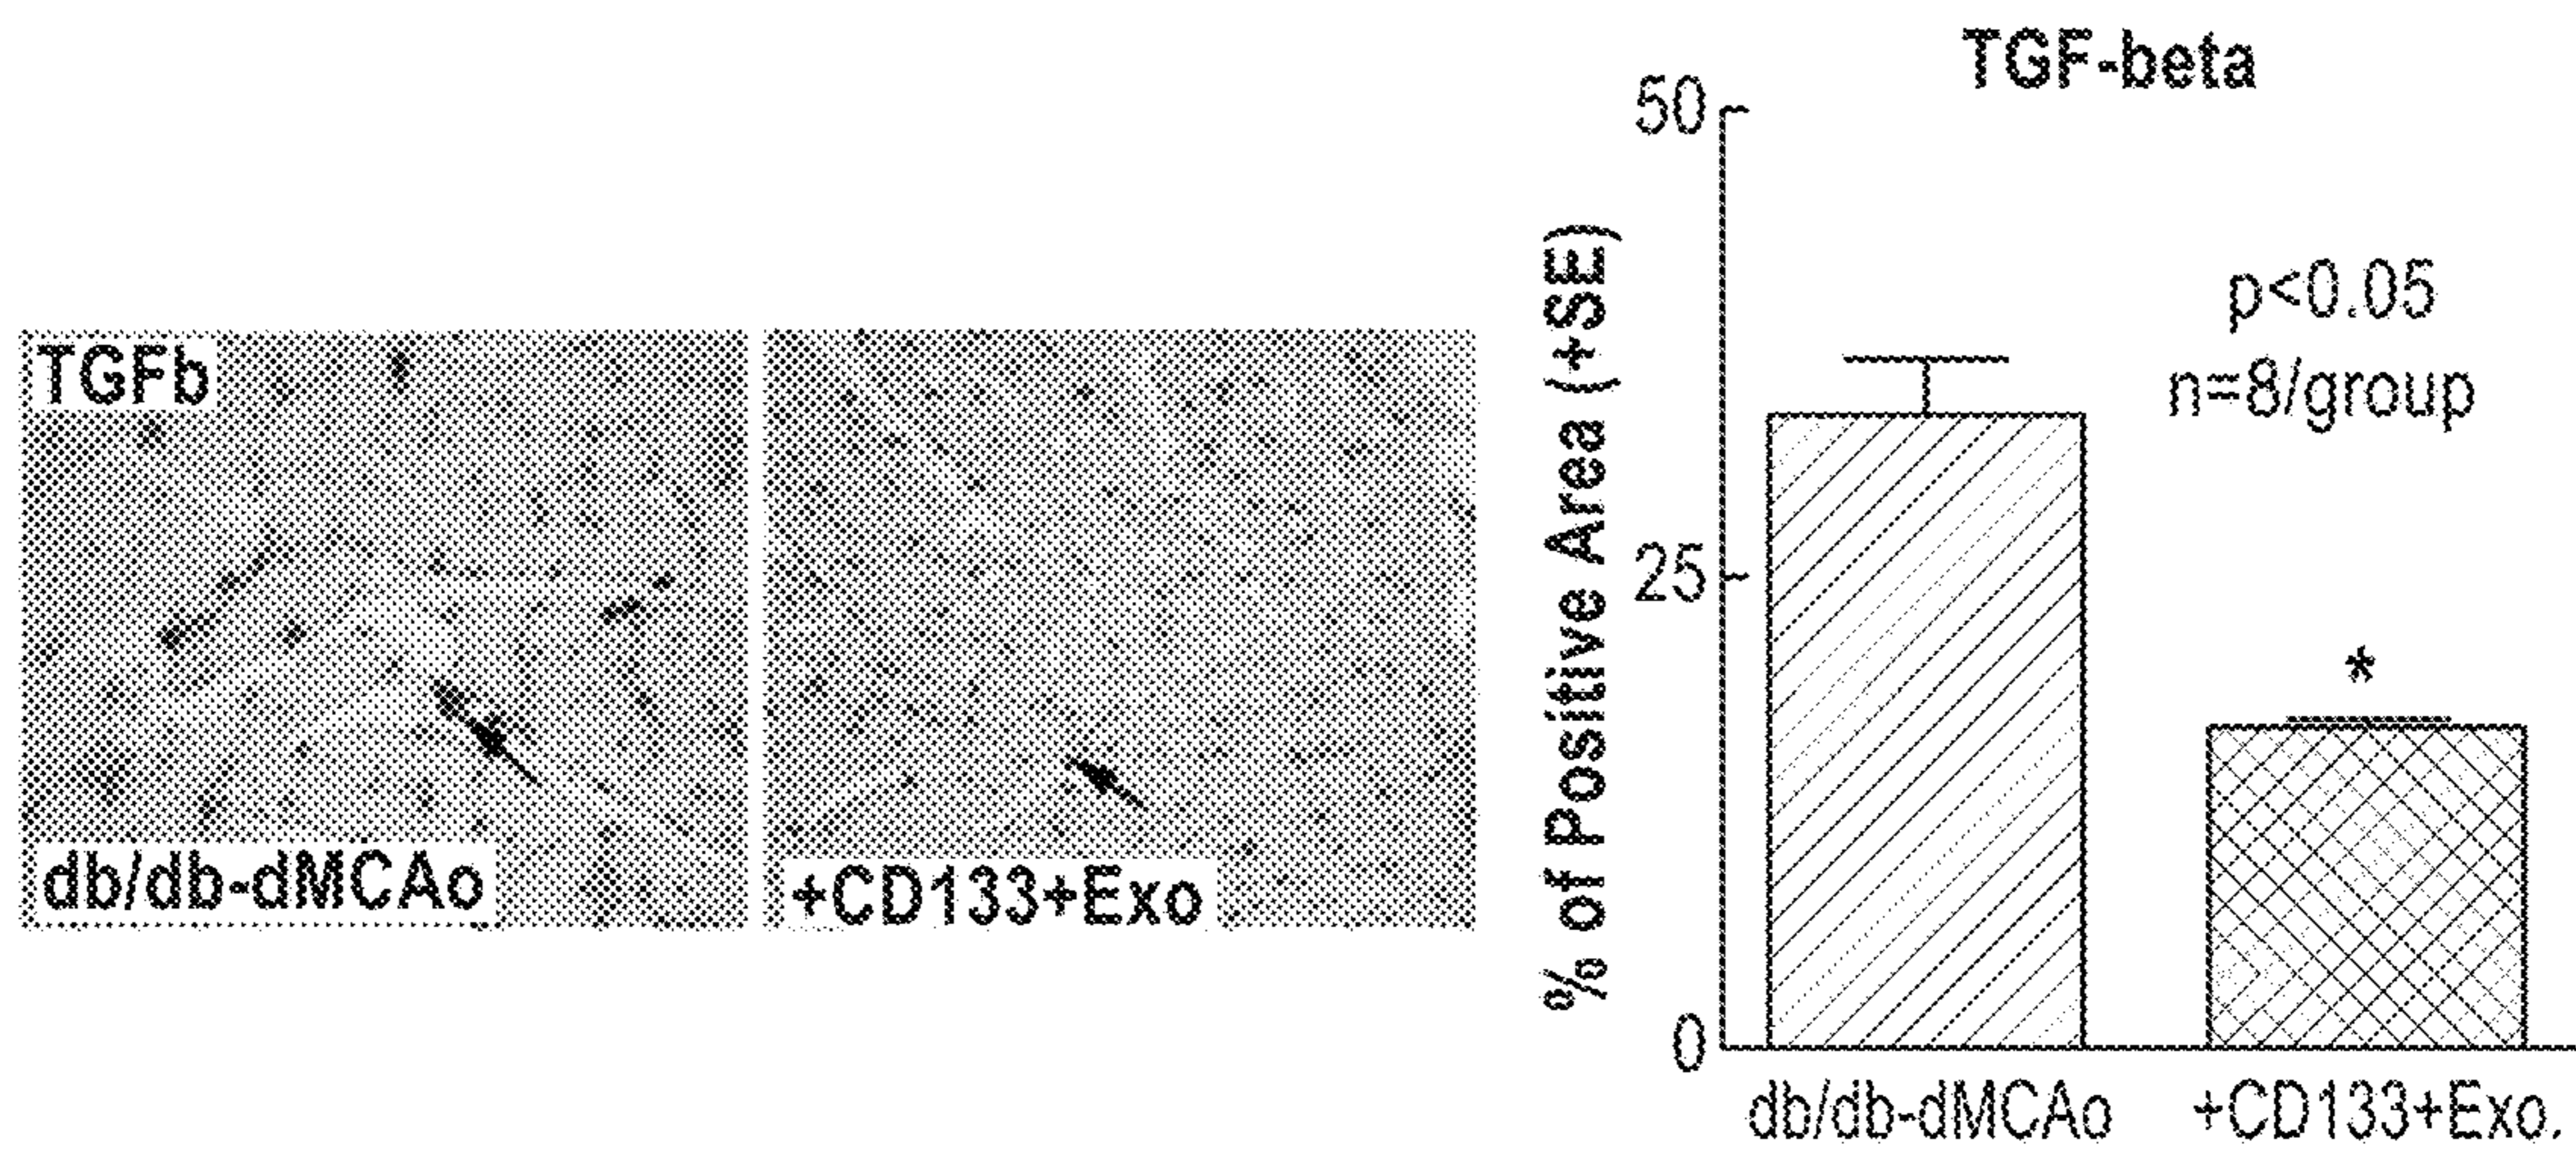 TGFb
db/db-dMCAo
+CD133+Exo
TGF-beta
% of Positive Area (+SE)
50
25
0
p<0.05
n=8/group
*
db/db-dMCAo
+CD133+Exo.